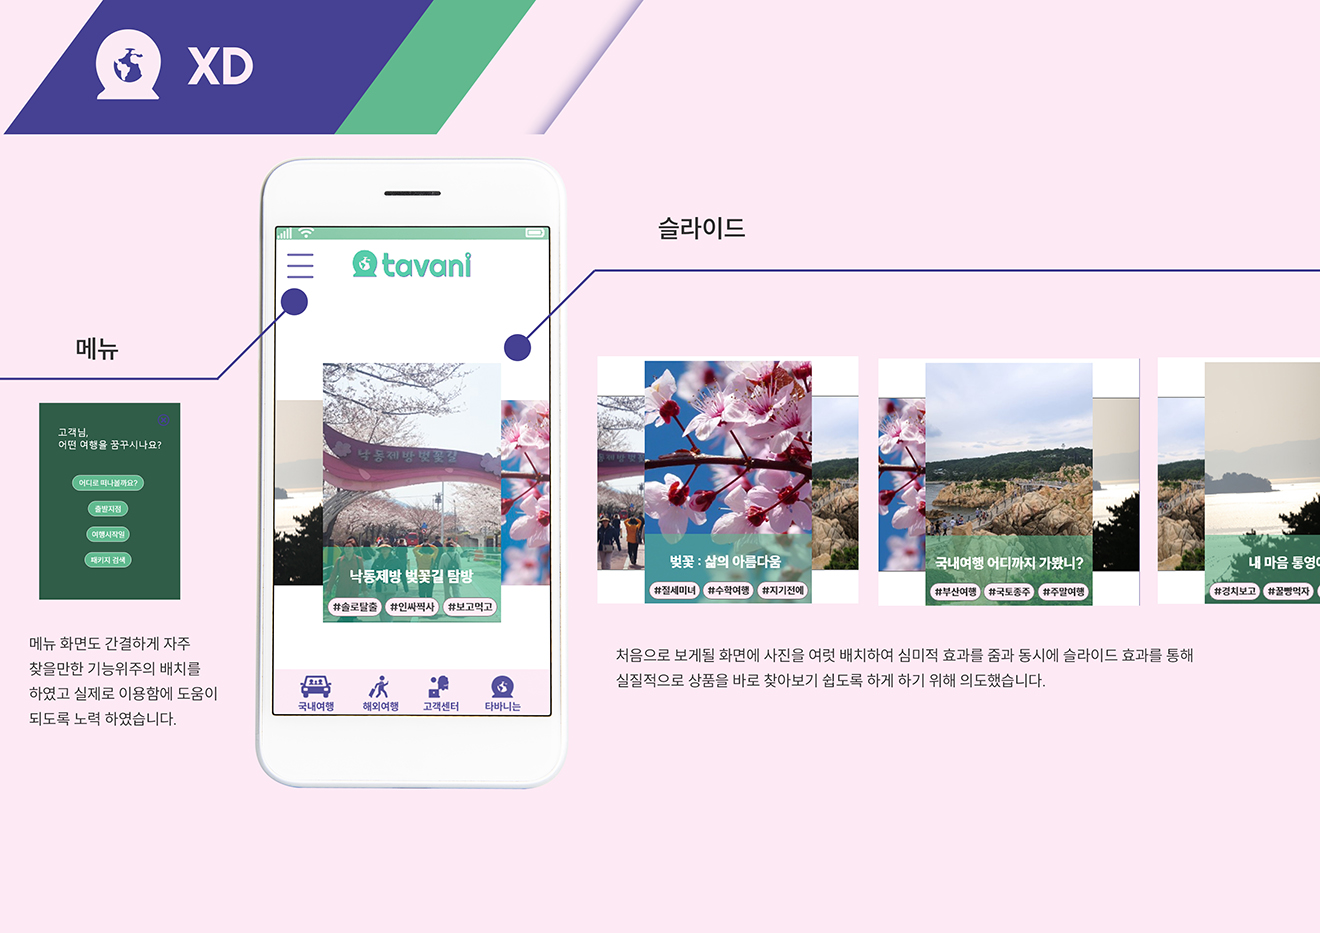 XD
메뉴
고객님,
어떤 여행을 꿈꾸시나요?
어디로 떠나볼까요?
출발지점
여행시작일
패키지 검색
메뉴 화면도 간결하게 자주
찾을만한 기능위주의 배치를
하였고 실제로 이용함에 도움이
되도록 노력 하였습니다.
tavani
낙동제방벚꽃길
낙동제방 벚꽃길 탐방
#솔로탈출 #인싸찍사 #보고먹고
국내여행 해외여행 고객센터 타바니는
슬라이드
벚꽃 : 삶의 아름다움
#절세미녀 #수학여행 #지기전에
국내여행 어디까지 가봤니?
#부산여행 #국토종주 #주말여행
내 마음 통영에
#경치보고 #꿀빵먹자
처음으로 보게될 화면에 사진을 여럿 배치하여 심미적 효과를 줌과 동시에 슬라이드 효과를 통해
실질적으로 상품을 바로 찾아보기 쉽도록 하게 하기 위해 의도했습니다.